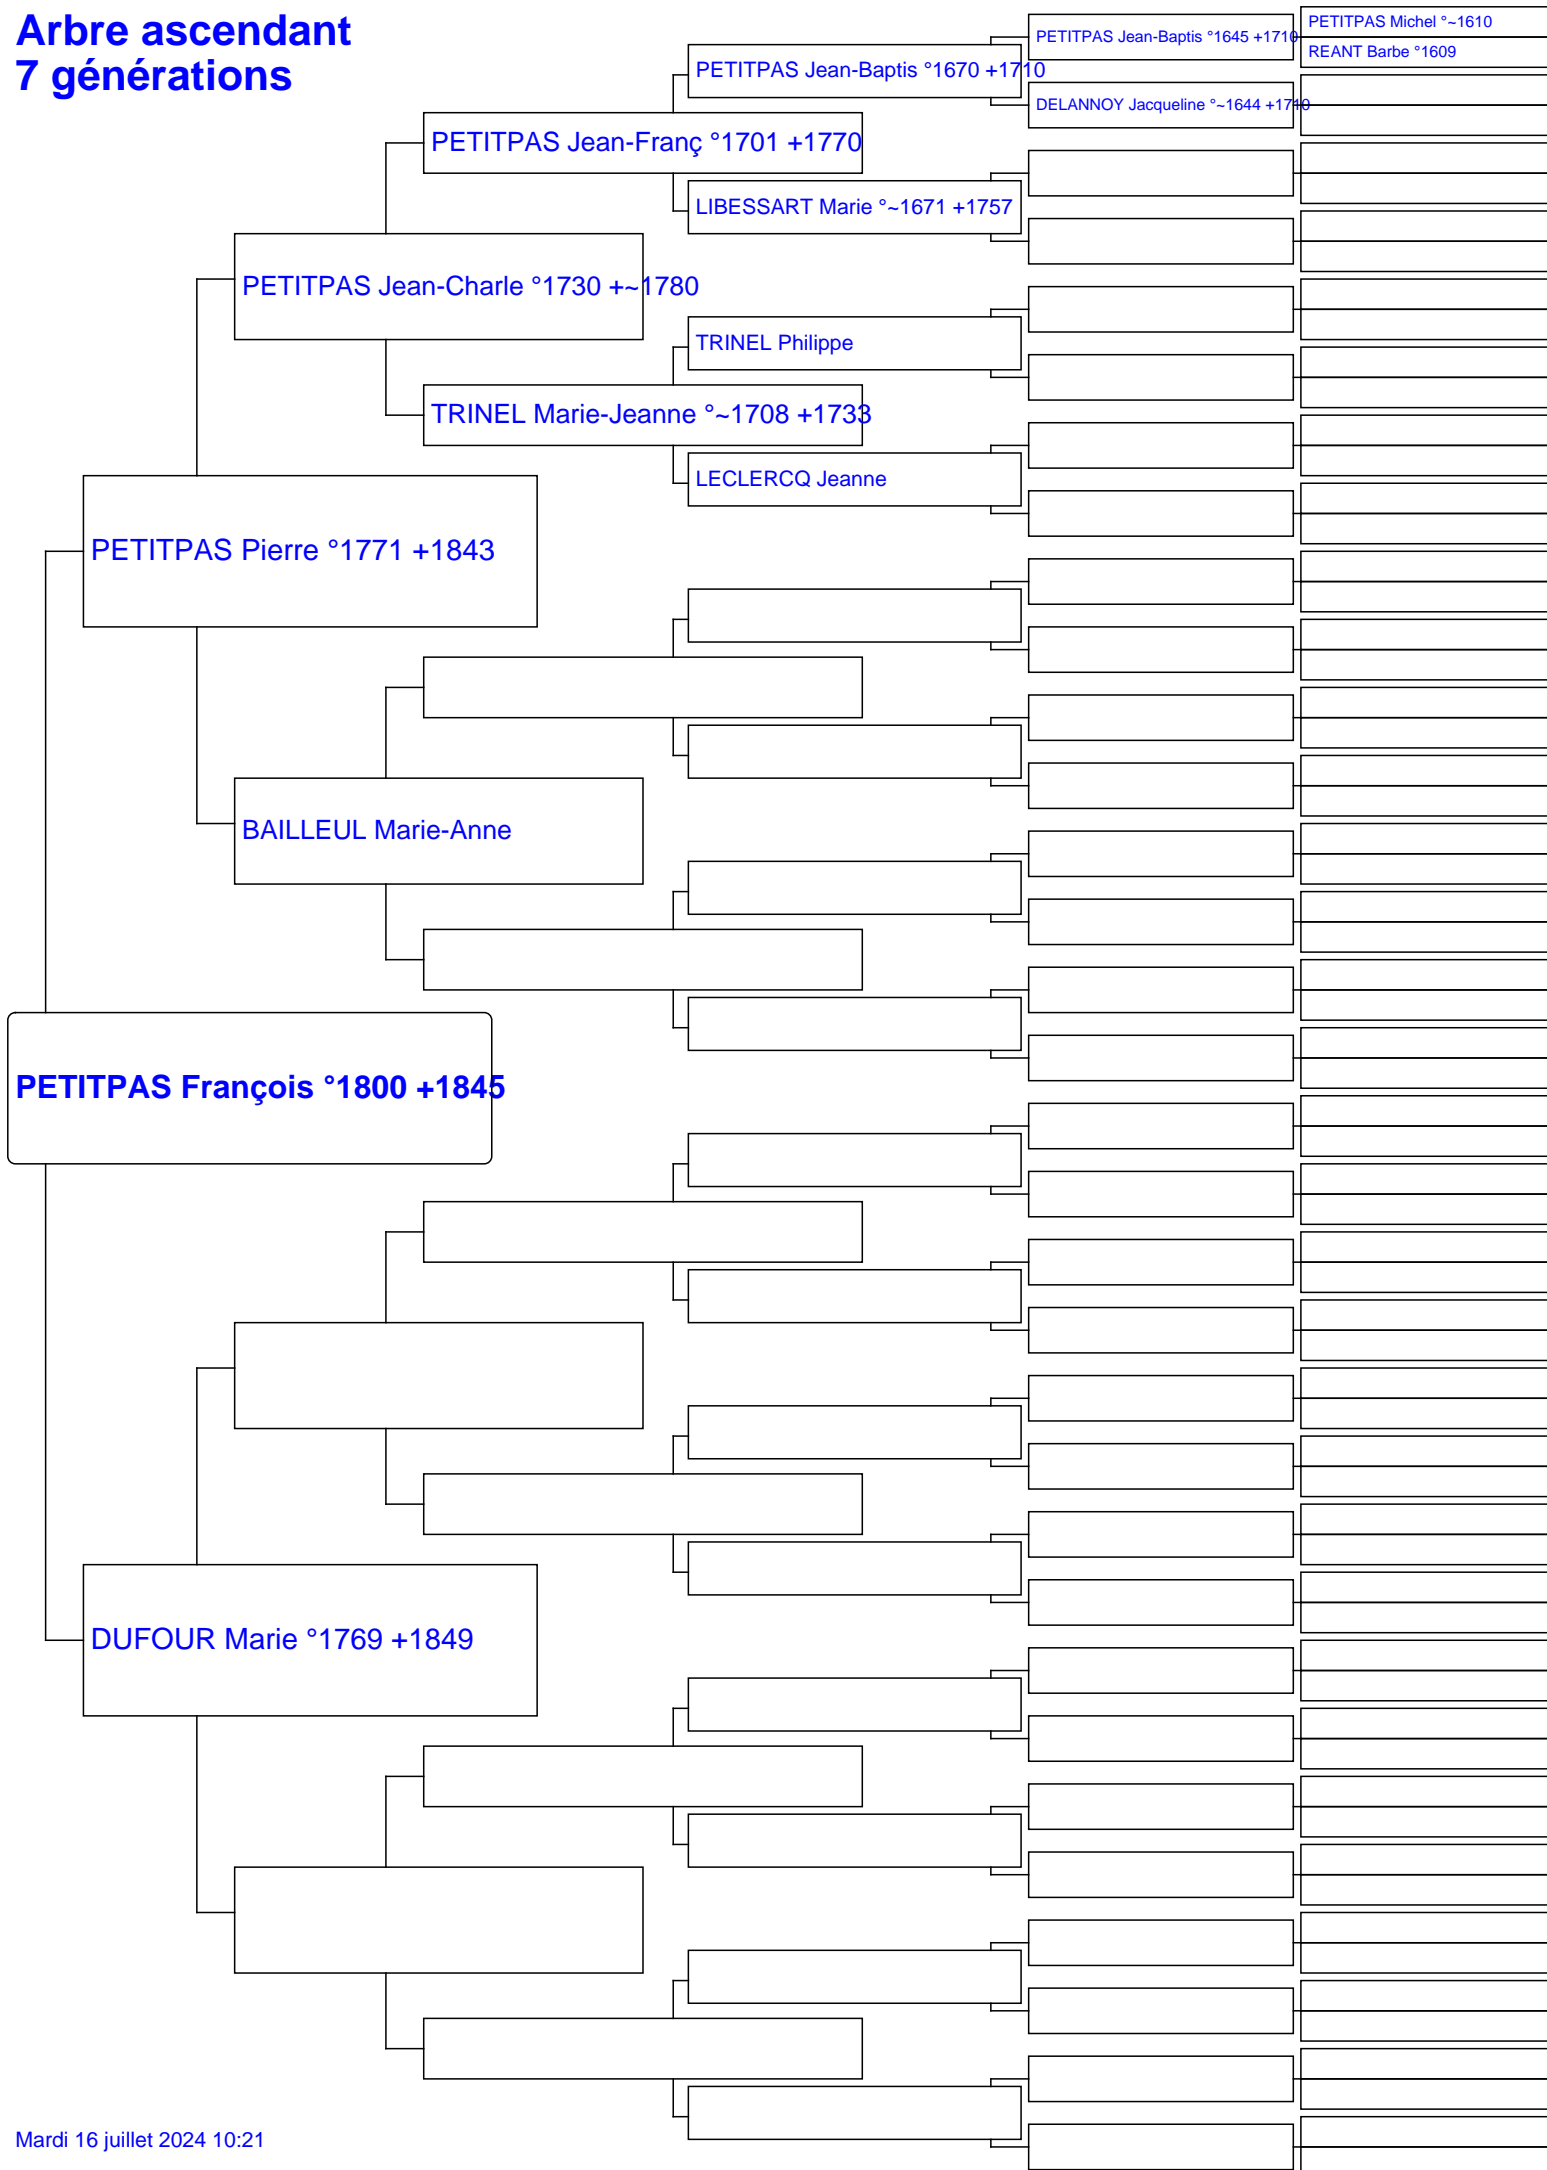 Arbre ascendant
7 générations
PETITPAS Michel °~1610
REANT Barbe °1609
PETITPAS Jean-Baptis °1645 +1710
PETITPAS Jean-Baptis °1670 +1710
DELANNOY Jacqueline °~1644 +1710
PETITPAS Jean-Franç °1701 +1770
LIBESSART Marie °~1671 +1757
PETITPAS Jean-Charle °1730 +~1780
TRINEL Philippe
TRINEL Marie-Jeanne °~1708 +1733
LECLERCQ Jeanne
PETITPAS Pierre °1771 +1843
BAILLEUL Marie-Anne
PETITPAS François °1800 +1845
DUFOUR Marie °1769 +1849
Mardi 16 juillet 2024 10:21